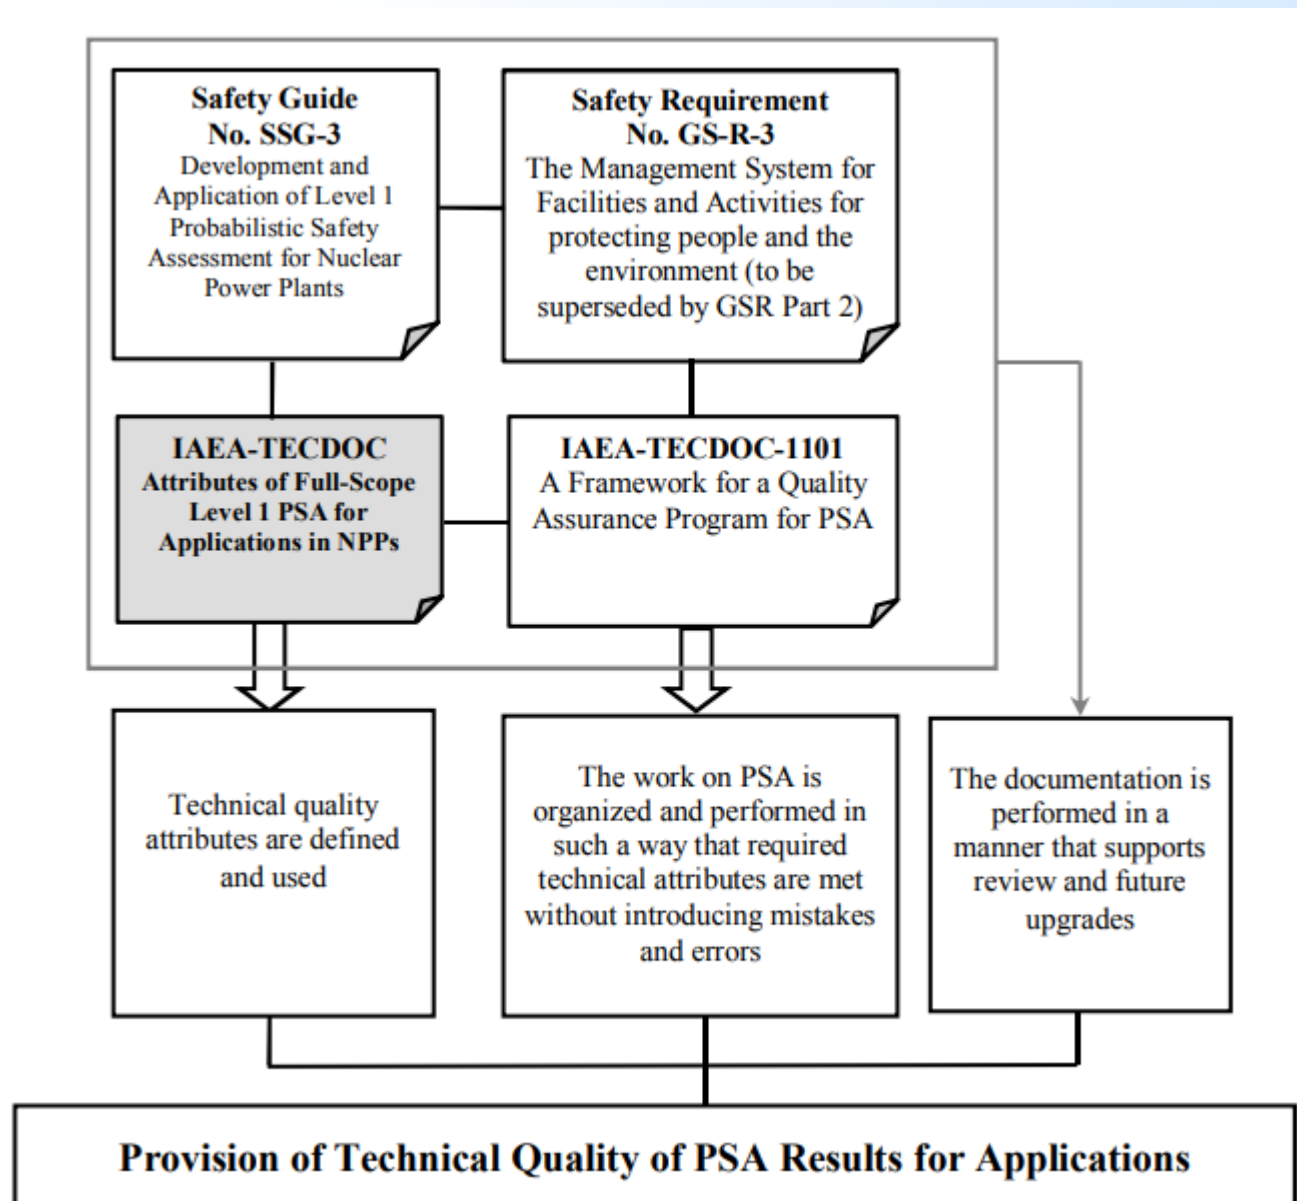 Safety Guide
No. SSG-3
Development and
Application of Level 1
Probabilistic Safety
Assessment for Nuclear
Power Plants
Safety Requirement
No. GS-R-3
The Management System for
Facilities and Activities for
protecting people and the
environment (to be
superseded by GSR Part 2)
IAEA-TECDOC
Attributes of Full-Scope
Level 1 PSA for
Applications in NPPs
IAEA-TECDOC-1101
A Framework for a Quality
Assurance Program for PSA
Technical quality
attributes are defined
and used
The work on PSA is
organized and performed in
such a way that required
technical attributes are met
without introducing mistakes
and errors
The documentation is
performed in a
manner that supports
review and future
upgrades
Provision of Technical Quality of PSA Results for Applications